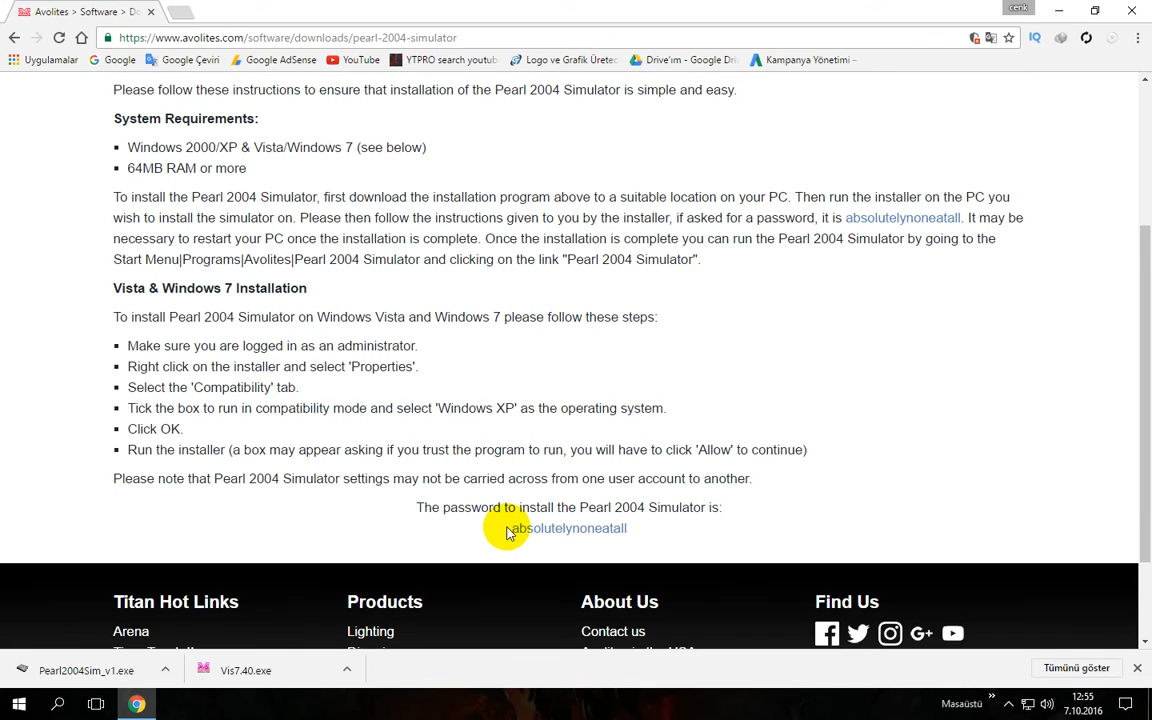 Avolites > Software > Do
cenk
https://www.avolites.com/software/downloads/pearl-2004-simulator
Uygulamalar
Google
Google Çeviri
Google AdSense
YouTube
YTPRO search youtub
Logo ve Grafik Üretec
Drive'ım - Google Dri
Kampanya Yönetimi –
Please follow these instructions to ensure that installation of the Pearl 2004 Simulator is simple and easy.
System Requirements:
Windows 2000/XP & Vista/Windows 7 (see below)
64MB RAM or more
To install the Pearl 2004 Simulator, first download the installation program above to a suitable location on your PC. Then run the installer on the PC you
wish to install the simulator on. Please then follow the instructions given to you by the installer, if asked for a password, it is absolutelynoneatall. It may be
necessary to restart your PC once the installation is complete. Once the installation is complete you can run the Pearl 2004 Simulator by going to the
Start Menu|Programs|Avolites|Pearl 2004 Simulator and clicking on the link "Pearl 2004 Simulator".
Vista & Windows 7 Installation
To install Pearl 2004 Simulator on Windows Vista and Windows 7 please follow these steps:
Make sure you are logged in as an administrator.
Right click on the installer and select 'Properties'.
Select the 'Compatibility' tab.
Tick the box to run in compatibility mode and select 'Windows XP' as the operating system.
Click OK.
Run the installer (a box may appear asking if you trust the program to run, you will have to click 'Allow' to continue)
Please note that Pearl 2004 Simulator settings may not be carried across from one user account to another.
The password to install the Pearl 2004 Simulator is:
absolutelynoneatall
Titan Hot Links
Products
About Us
Find Us
Arena
Lighting
Contact us
Pearl2004Sim_v1.exe
Vis7.40.exe
Tümünü göster
Masaüstü
12:55
7.10.2016